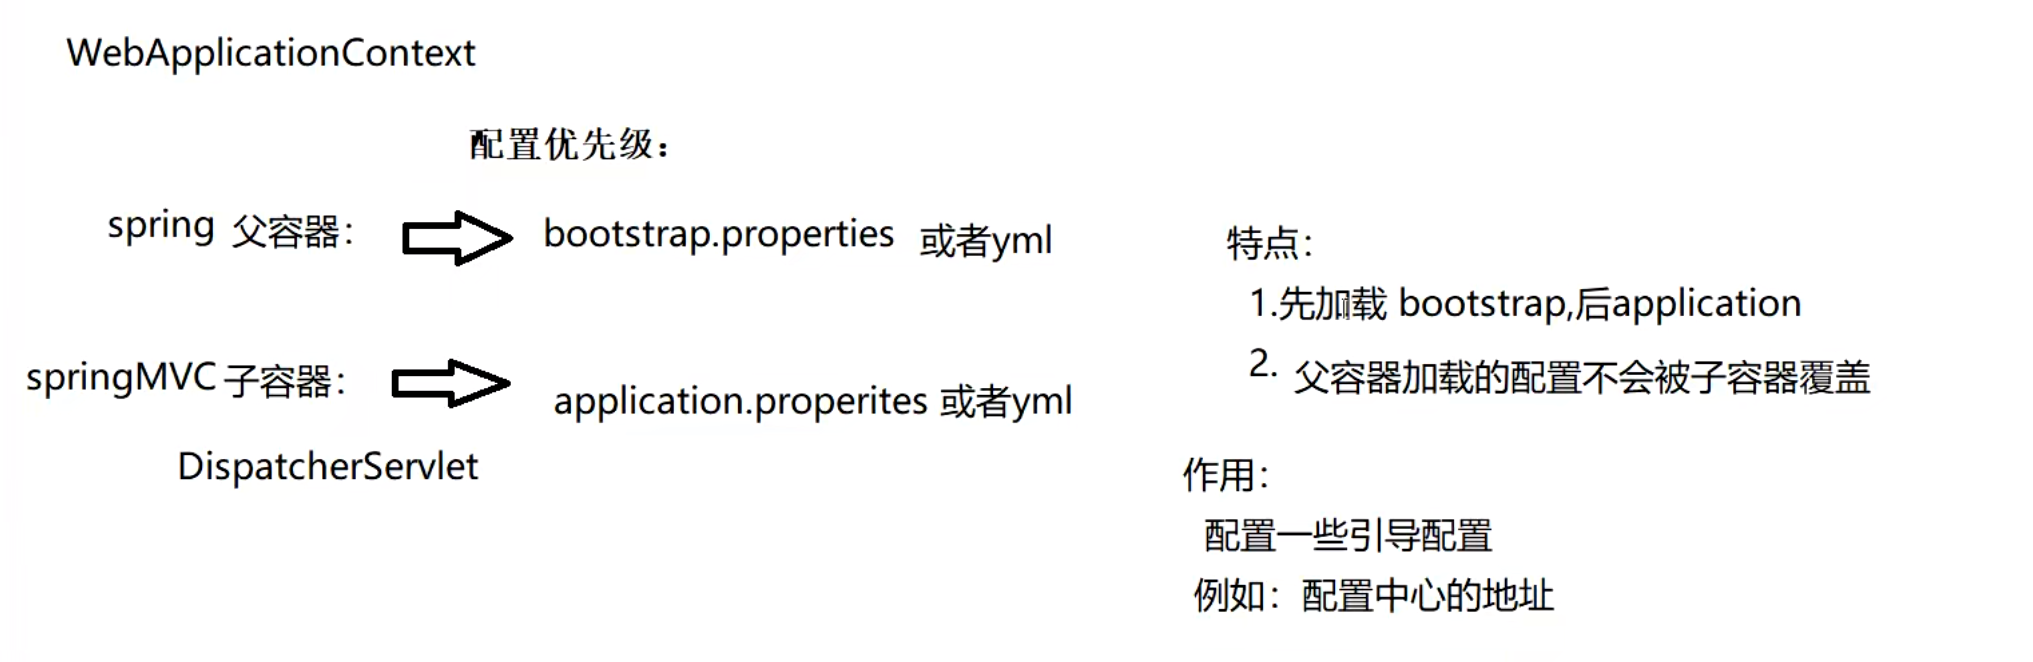 WebApplicationContext
配置优先级：
spring 父容器：
bootstrap.properties 或者yml
springMVC 子容器：
application.properites 或者yml
DispatcherServlet
特点：
1.先加载 bootstrap,后application
2. 父容器加载的配置不会被子容器覆盖
作用：
配置一些引导配置
例如：配置中心的地址